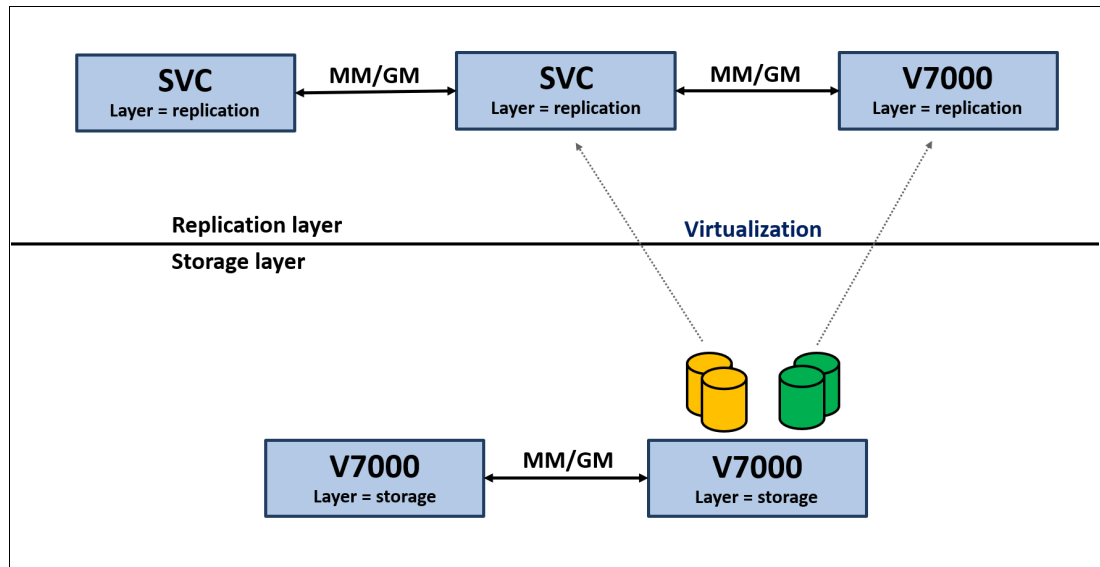 SVC
Layer = replication
MM/GM
SVC
Layer = replication
MM/GM
V7000
Layer = replication
Replication layer
Virtualization
Storage layer
V7000
Layer = storage
MM/GM
V7000
Layer = storage